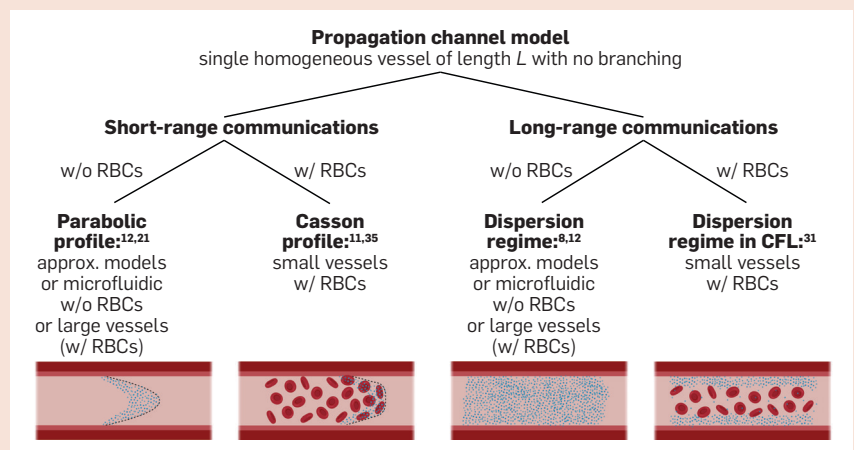 Propagation channel model
single homogeneous vessel of length L with no branching
Short-range communications
Long-range communications
w/o RBCs
w/ RBCs
w/o RBCs
w/ RBCs
Parabolic
profile:12,21
approx. models
or microfluidic
w/o RBCs
or large vessels
(w/ RBCs)
Casson
profile:11,35
small vessels
w/ RBCs
Dispersion
regime:8,12
approx. models
or microfluidic
w/o RBCs
or large vessels
(w/ RBCs)
Dispersion
regime in CFL:31
small vessels
w/ RBCs